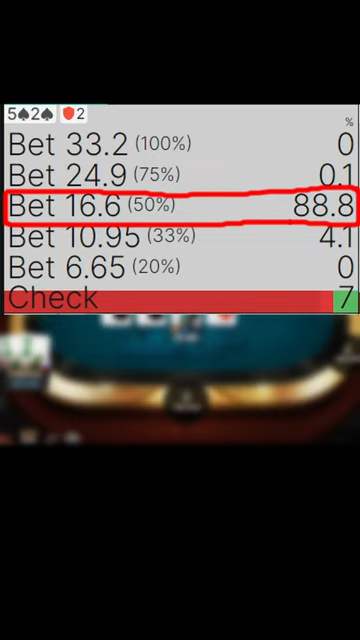 5♠2♠ 2
%
Bet 33.2 (100%) 0
Bet 24.9 (75%) 0.1
Bet 16.6 (50%) 88.8
Bet 10.95 (33%) 4.1
Bet 6.65 (20%) 0
Check 7